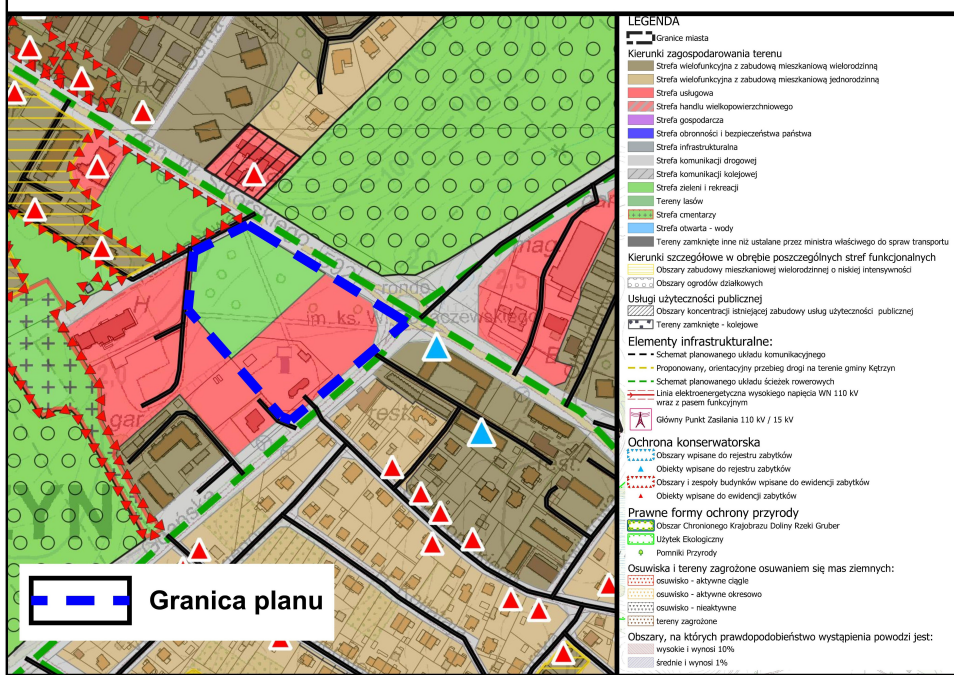 LEGENDA
Granice miasta
Kierunki zagospodarowania terenu
Strefa wielofunkcyjna z zabudową mieszkaniową wielorodzinną
Strefa wielofunkcyjna z zabudową mieszkaniową jednorodzinną
Strefa usługowa
Strefa handlu wielkopowierzchniowego
Strefa gospodarcza
Strefa obronności i bezpieczeństwa państwa
Strefa infrastrukturalna
Strefa komunikacji drogowej
Strefa komunikacji kolejowej
Strefa zieleni i rekreacji
Tereny lasów
Strefa cmentarzy
Strefa otwarta - wody
Tereny zamknięte inne niż ustalane przez ministra właściwego do spraw transportu
Kierunki szczegółowe w obrębie poszczególnych stref funkcjonalnych
Obszary zabudowy mieszkaniowej wielorodzinnej o niskiej intensywności
Obszary ogrodów działkowych
Usługi użyteczności publicznej
Obszary koncentracji istniejącej zabudowy usług użyteczności publicznej
Tereny zamknięte - kolejowe
Elementy infrastrukturalne:
Schemat planowanego układu komunikacyjnego
Proponowany, orientacyjny przebieg drogi na terenie gminy Kętrzyn
Schemat planowanego układu ścieżek rowerowych
Linia elektroenergetyczna wysokiego napięcia WN 110 kV
wraz z pasem funkcyjnym
Główny Punkt Zasilania 110 kV / 15 kV
Ochrona konserwatorska
Obszary wpisane do rejestru zabytków
Obiekty wpisane do rejestru zabytków
Obszary i zespoły budynków wpisane do ewidencji zabytków
Obiekty wpisane do ewidencji zabytków
Prawne formy ochrony przyrody
Obszar Chronionego Krajobrazu Doliny Rzeki Gruber
Użytek Ekologiczny
Pomniki Przyrody
Osuwiska i tereny zagrożone osuwaniem się mas ziemnych:
osuwisko - aktywne ciągle
osuwisko - aktywne okresowo
osuwisko - nieaktywne
tereny zagrożone
Obszary, na których prawdopodobieństwo wystąpienia powodzi jest:
wysokie i wynosi 10%
średnie i wynosi 1%
mag
2,5
rondo
im. ks. W.
H
E
gar
rest.
rest.
YN
Granica planu